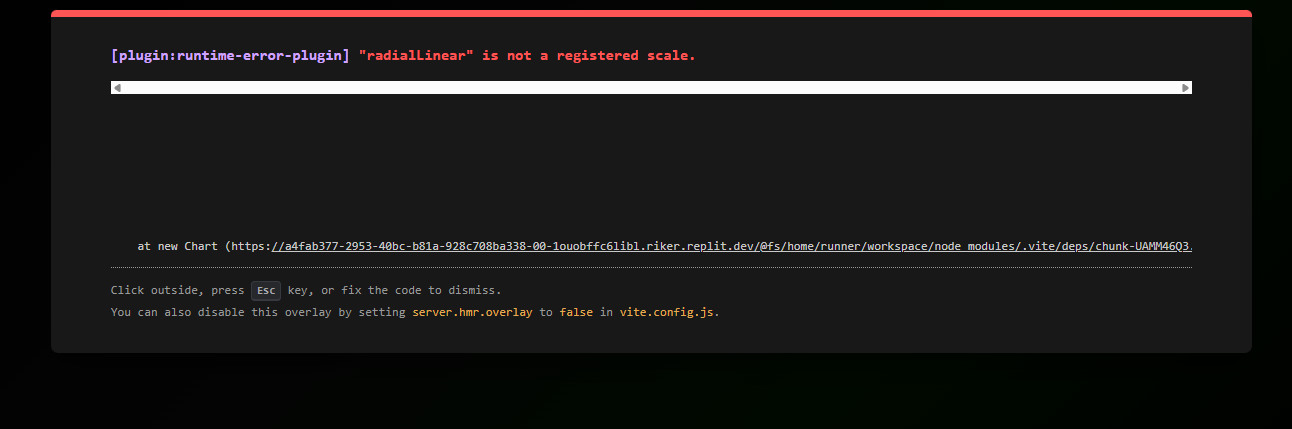 [plugin:runtime-error-plugin] "radialLinear" is not a registered scale.
at new Chart (https://a4fab377-2953-40bc-b81a-928c708ba338-00-1ouobffc6libl.riker.replit.dev/@fs/home/runner/workspace/node_modules/.vite/deps/chunk-UAMM46Q3.
Click outside, press Esc key, or fix the code to dismiss.
You can also disable this overlay by setting server.hmr.overlay to false in vite.config.js.